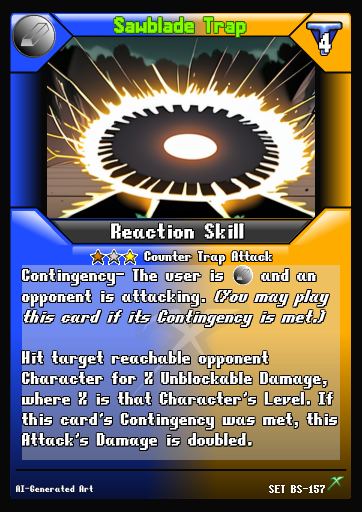 Sawblade Trap
4
Reaction Skill
Counter Trap Attack
Contingency- The user is and an
opponent is attacking. (You may play
this card if its Contingency is met.)
Hit target reachable opponent
Character for X Unblockable Damage,
where X is that Character's Level. If
this card's Contingency was met, this
Attack's Damage is doubled.
AI-Generated Art
SET BS-157